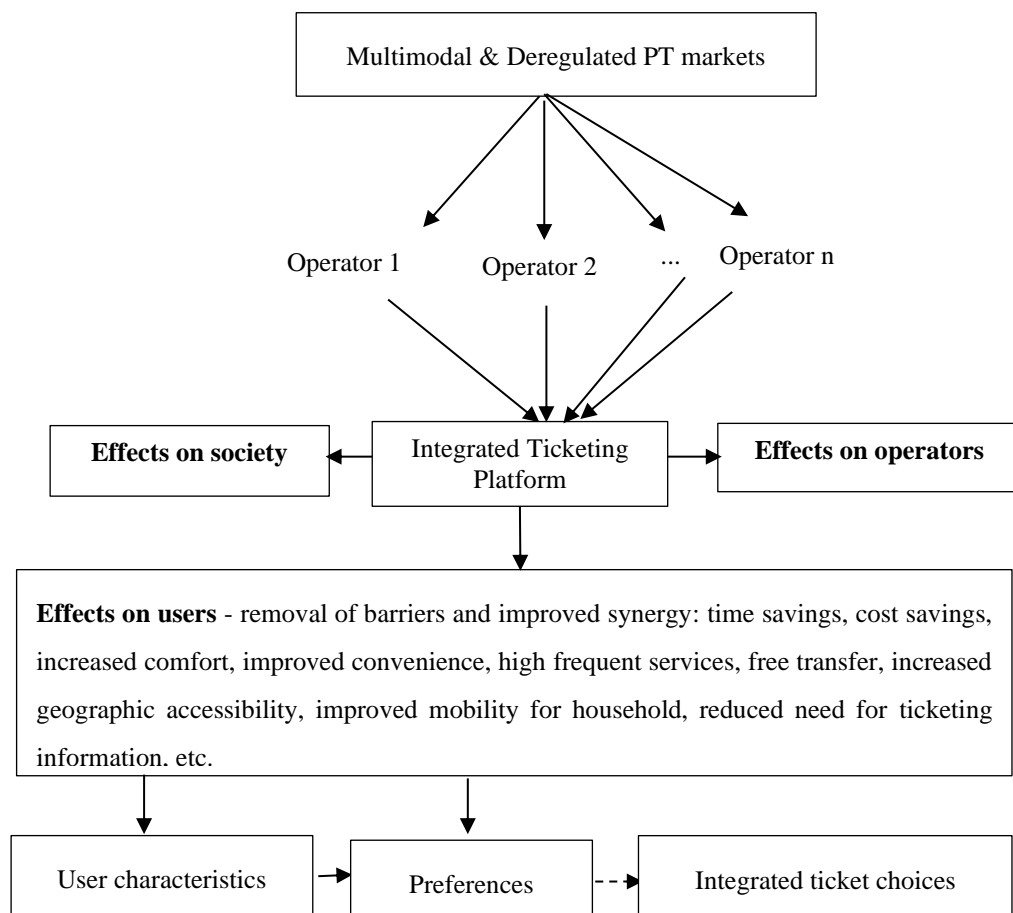 Multimodal & Deregulated PT markets
Operator 1
Operator 2
...
Operator n
Effects on society
Integrated Ticketing
Platform
Effects on operators
Effects on users - removal of barriers and improved synergy: time savings, cost savings,
increased comfort, improved convenience, high frequent services, free transfer, increased
geographic accessibility, improved mobility for household, reduced need for ticketing
information, etc.
User characteristics
Preferences
Integrated ticket choices